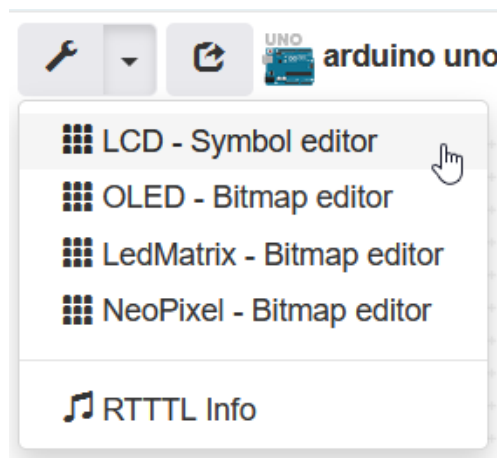 UNO
arduino uno
LCD - Symbol editor
OLED - Bitmap editor
LedMatrix - Bitmap editor
NeoPixel - Bitmap editor
RTTTL Info